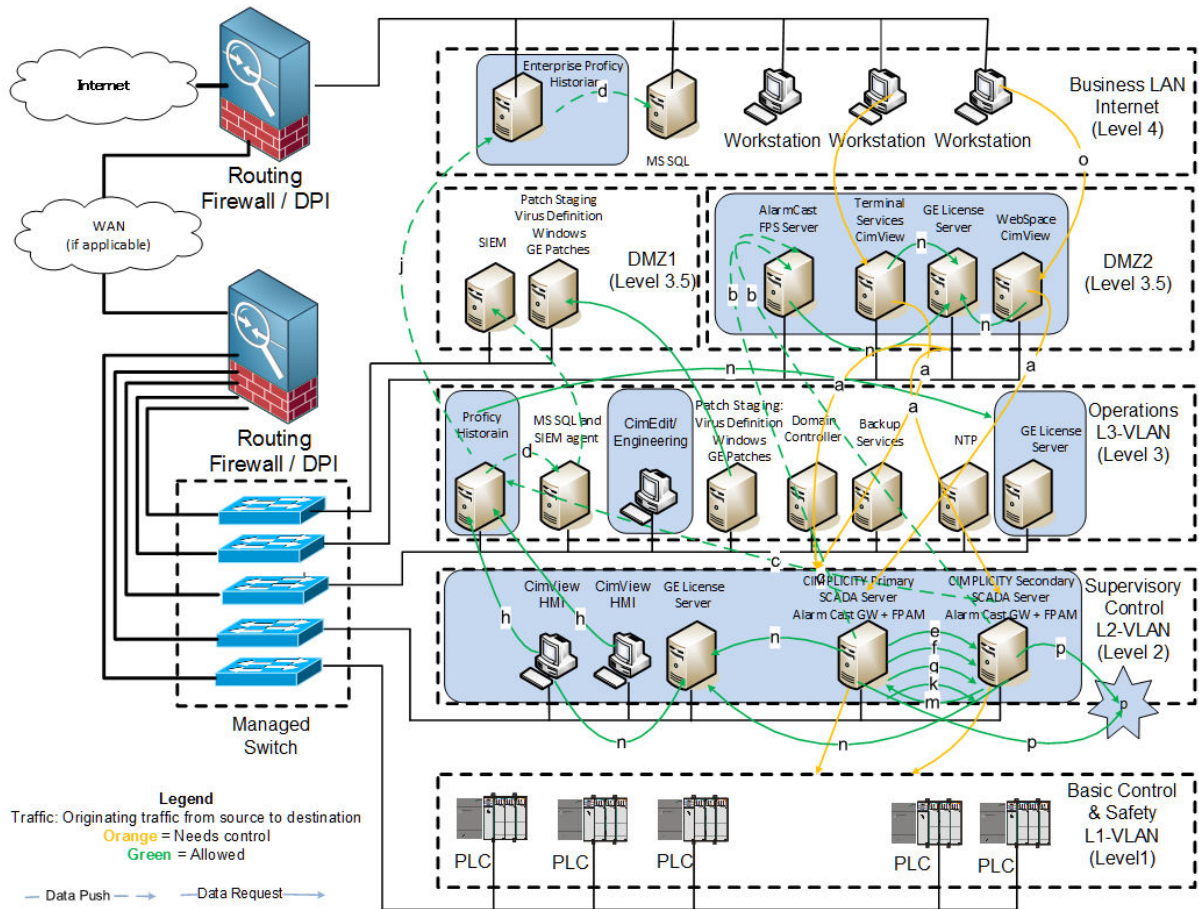 Internet
Routing
Firewall / DPI
WAN
(if applicable)
Routing
Firewall / DPI
Managed
Switch
Legend
Traffic: Originating traffic from source to destination
Orange = Needs control
Green = Allowed
Data Push
Data Request
Enterprise Proficy
Historian
d
MS SQL
Workstation
Workstation
Workstation
o
Business LAN
Internet
(Level 4)
j
SIEM
Patch Staging
Virus Definition
Windows
GE Patches
DMZ1
(Level 3.5)
AlarmCast
FPS Server
Terminal
Services
CimView
GE License
Server
WebSpace
CimView
n
b
b
n
n
DMZ2
(Level 3.5)
n
a
a
a
Proficy
Historain
d
MS SQL and
SIEM agent
CimEdit/
Engineering
Patch Staging:
Virus Definition
Windows
GE Patches
Domain
Controller
Backup
Services
NTP
GE License
Server
Operations
L3-VLAN
(Level 3)
c
CimView
HMI
CimView
HMI
GE License
Server
CIMPLICITY Primary
SCADA Server
Alarm Cast GW + FPAM
CIMPLICITY Secondary
SCADA Server
Alarm Cast GW + FPAM
h
h
n
e
f
g
k
m
p
p
n
n
p
Supervisory
Control
L2-VLAN
(Level 2)
PLC
PLC
PLC
PLC
PLC
Basic Control
& Safety
L1-VLAN
(Level1)